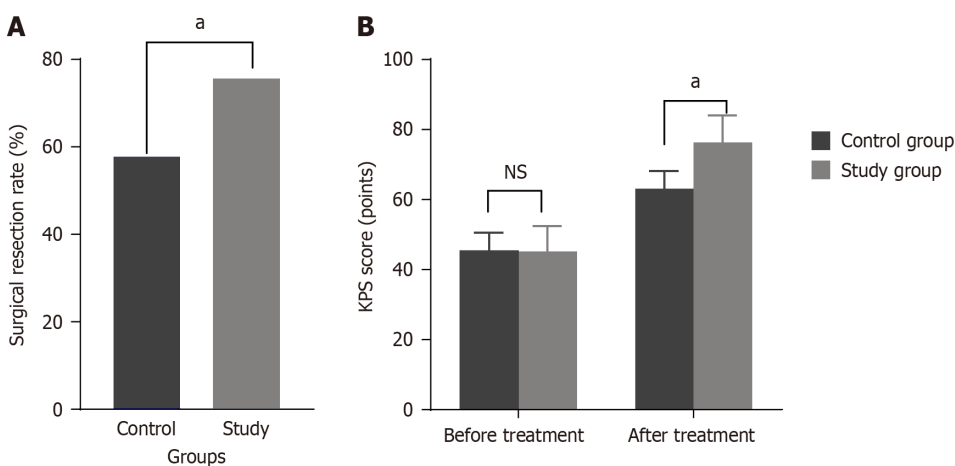 A
a
80
60
40
20
0
Surgical resection rate (%)
Control
Study
Groups
B
100
80
60
40
20
0
KPS score (points)
NS
a
Before treatment
After treatment
Control group
Study group